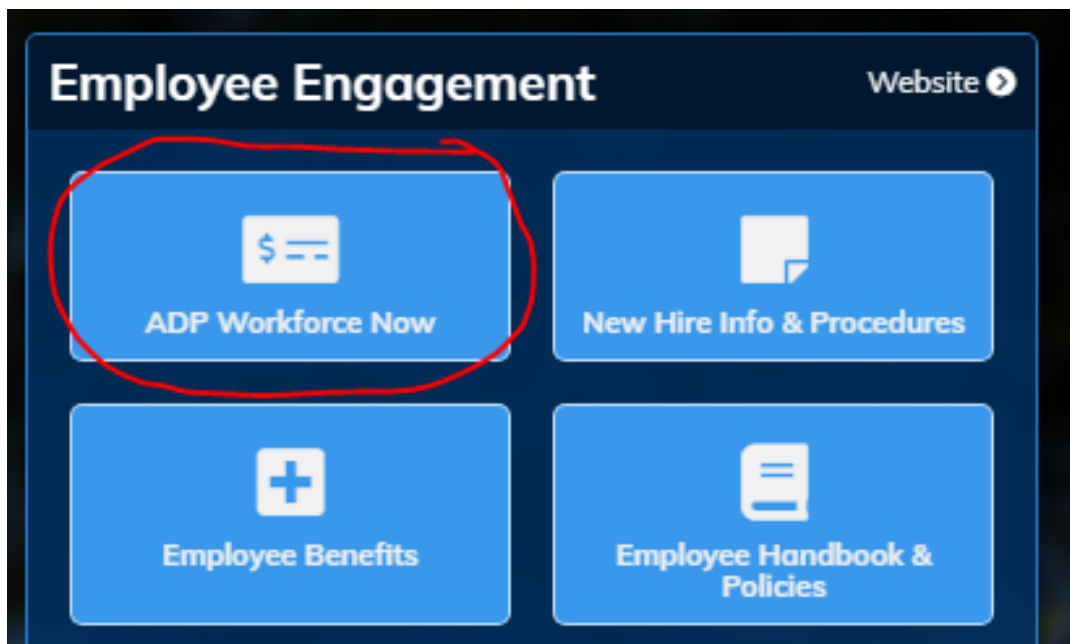 Employee Engagement
Website
$
ADP Workforce Now
New Hire Info & Procedures
Employee Benefits
Employee Handbook &
Policies